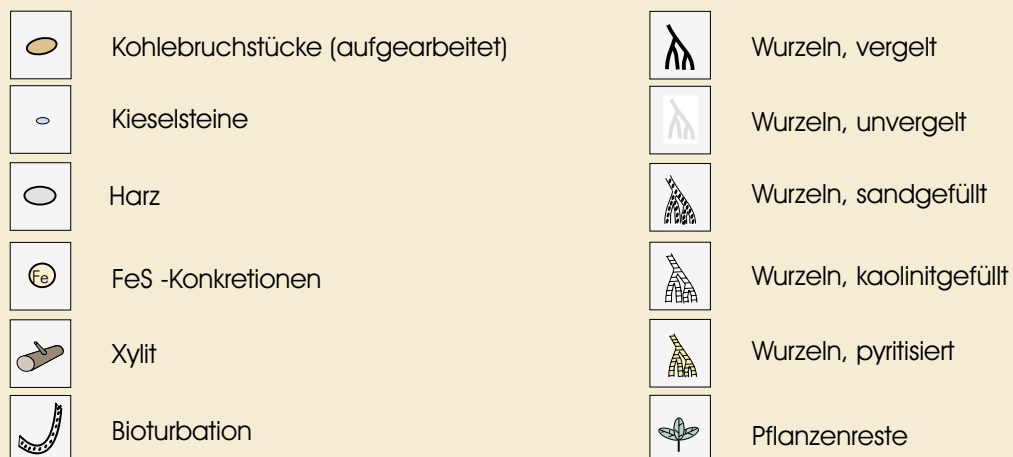 Kohlebruchstücke (aufgearbeitet)
Kieselsteine
Harz
Fe
FeS -Konkretionen
Xylit
Bioturbation
Wurzeln, vergelt
Wurzeln, unvergelt
Wurzeln, sandgefüllt
Wurzeln, kaolinitgefüllt
Wurzeln, pyritisiert
Pflanzenreste